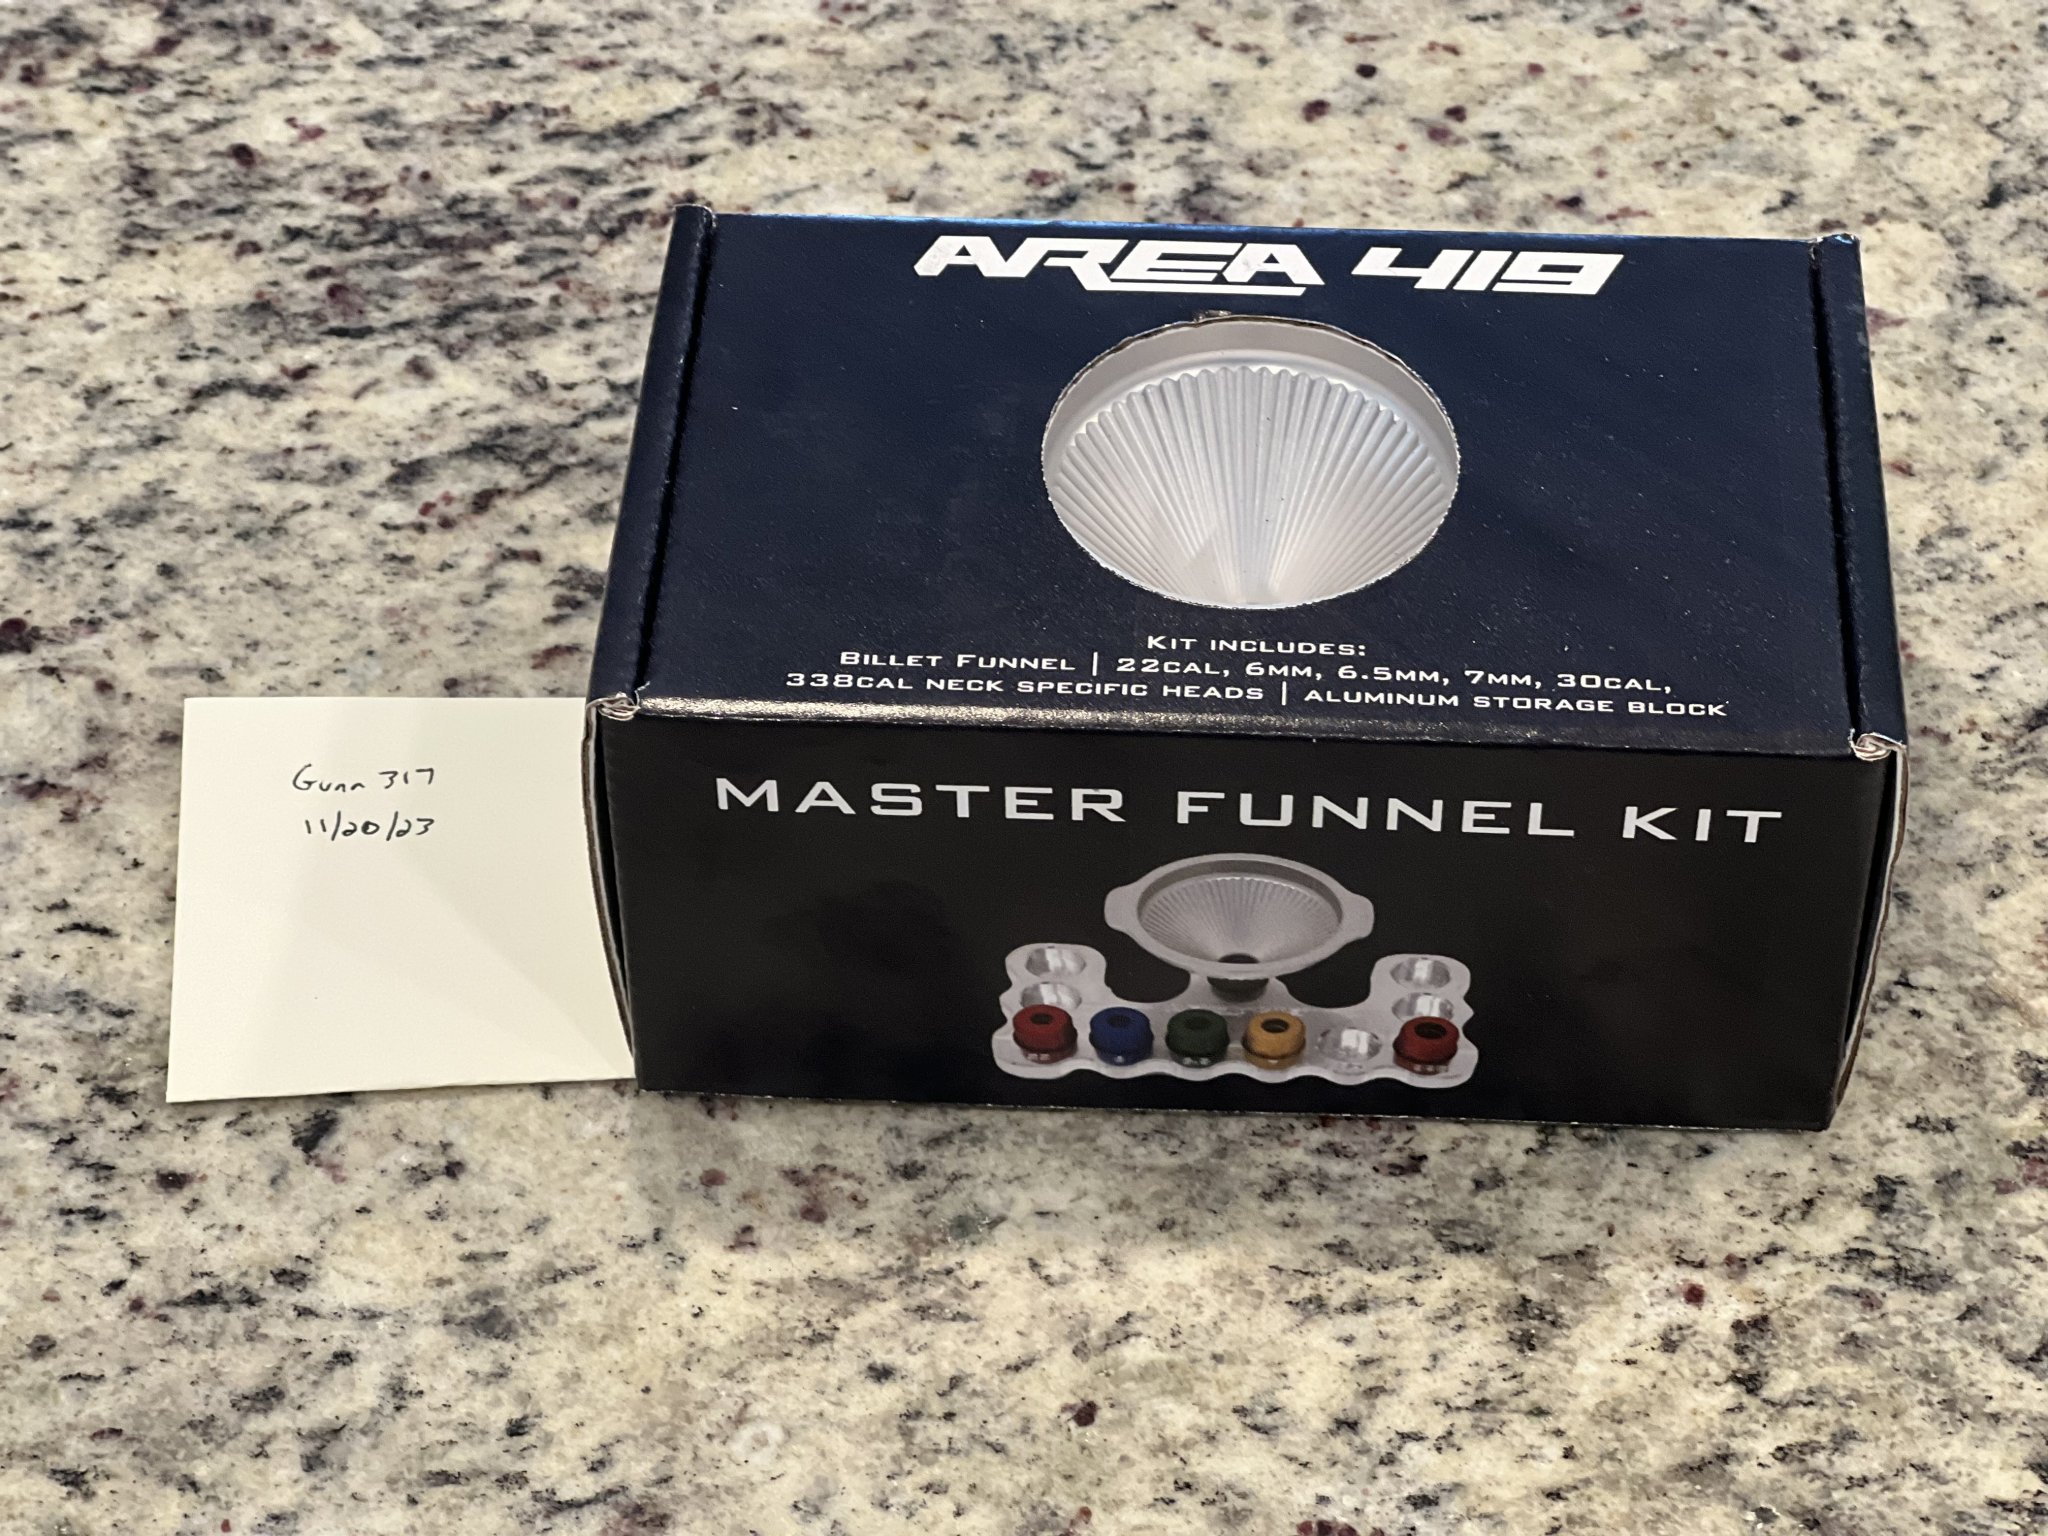 AREA 419
KIT INCLUDES:
BILLET FUNNEL | 22CAL, 6MM, 6.5MM, 7MM, 30CAL,
338CAL NECK SPECIFIC HEADS | ALUMINUM STORAGE BLOCK
MASTER FUNNEL KIT
Gunn 317
11/20/23